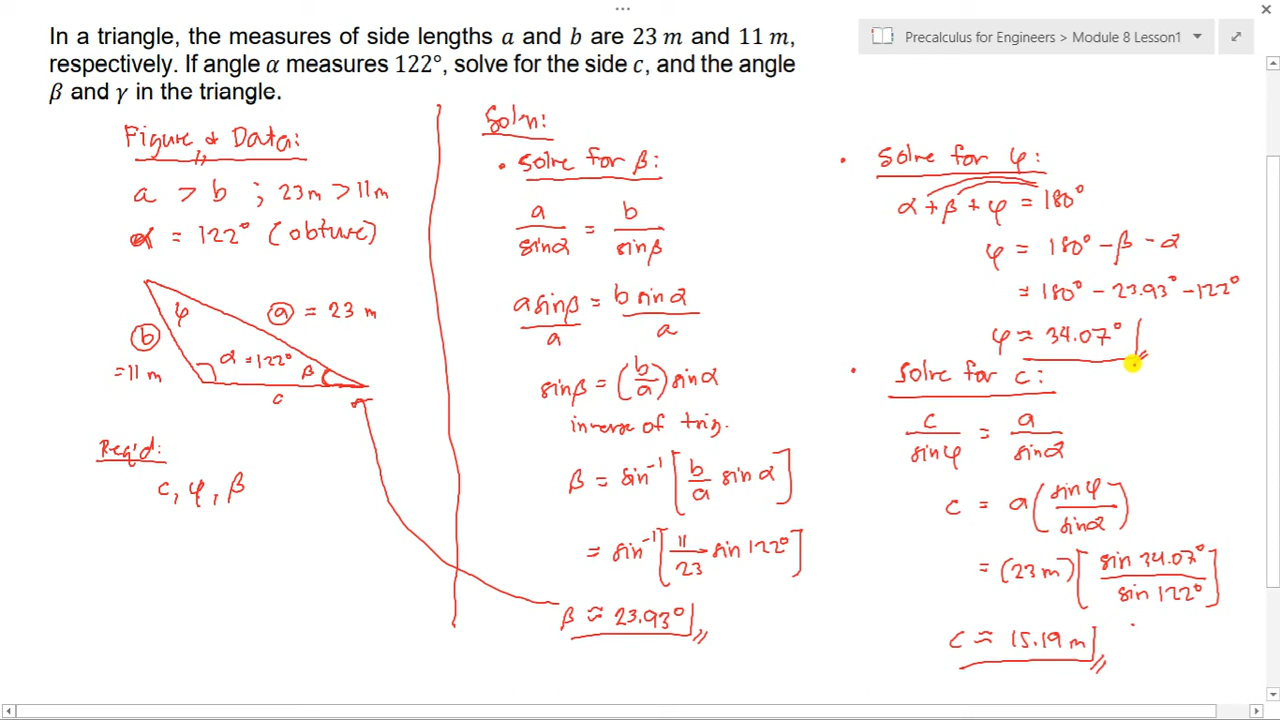 In a triangle, the measures of side lengths a and b are 23 m and 11 m,
respectively. If angle α measures 122°, solve for the side c, and the angle
β and γ in the triangle.
Precalculus for Engineers > Module 8 Lesson1
Figure & Data:
a > b ; 23m > 11m
α = 122° (obtuse)
φ
ⓐ = 23 m
ⓑ
= 11 m
α = 122°
β
c
Req'd:
c, φ, β
Sol'n:
• Solve for β:
a/sinα = b/sinβ
a sinβ/a = b sinα/a
sinβ = (b/a) sinα
inverse of trig.
β = sin⁻¹[b/a sinα]
= sin⁻¹[11/23 sin 122°]
β ≈ 23.93°
• Solve for φ:
α + β + φ = 180°
φ = 180° - β - α
≈ 180° - 23.93° - 122°
φ ≈ 34.07°
• Solve for c:
c/sinφ = a/sinα
c = a(sinφ/sinα)
= (23 m)[sin 34.07°/sin 122°]
c ≈ 15.19 m